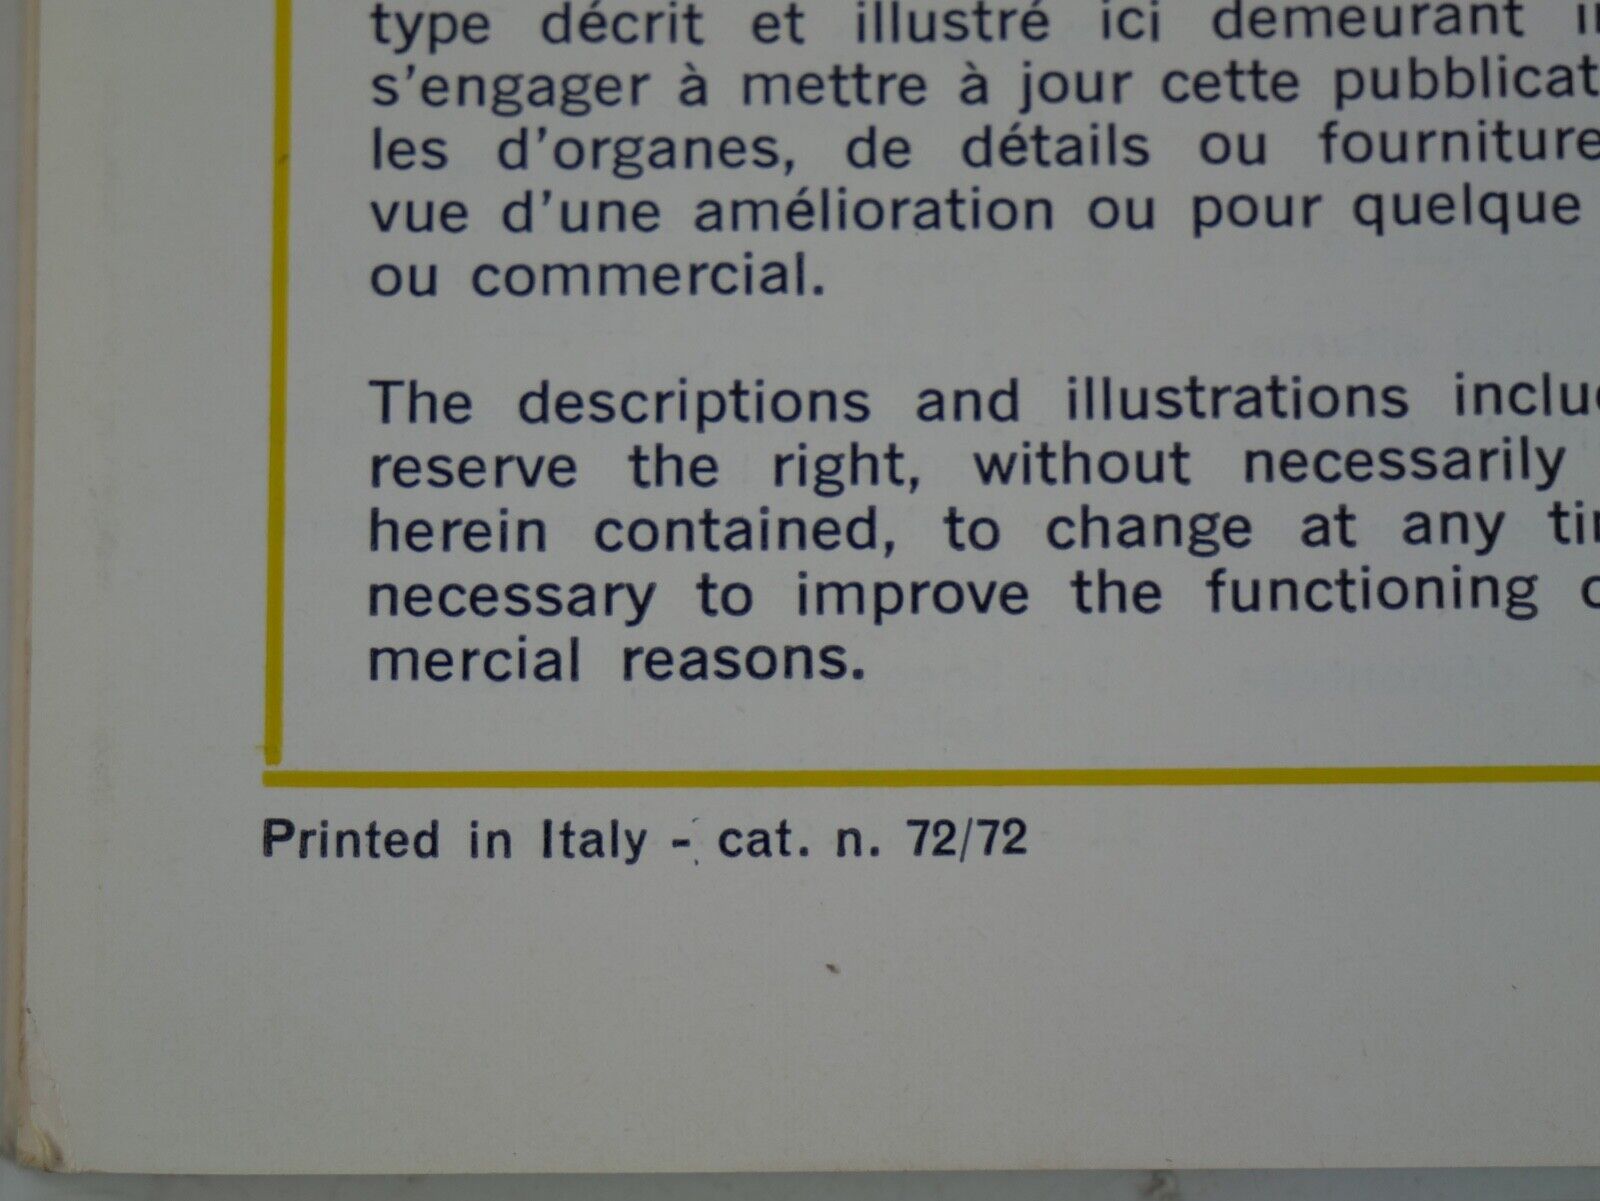 type décrit et illustré ici demeurant
s'engager à mettre à jour cette pubblicat
les d'organes, de détails ou fourniture
vue d'une amélioration ou pour quelque
ou commercial.
The descriptions and illustrations inclu
reserve the right, without necessarily
herein contained, to change at any
necessary to improve the functioning
mercial reasons.
Printed in Italy - cat. n. 72/72